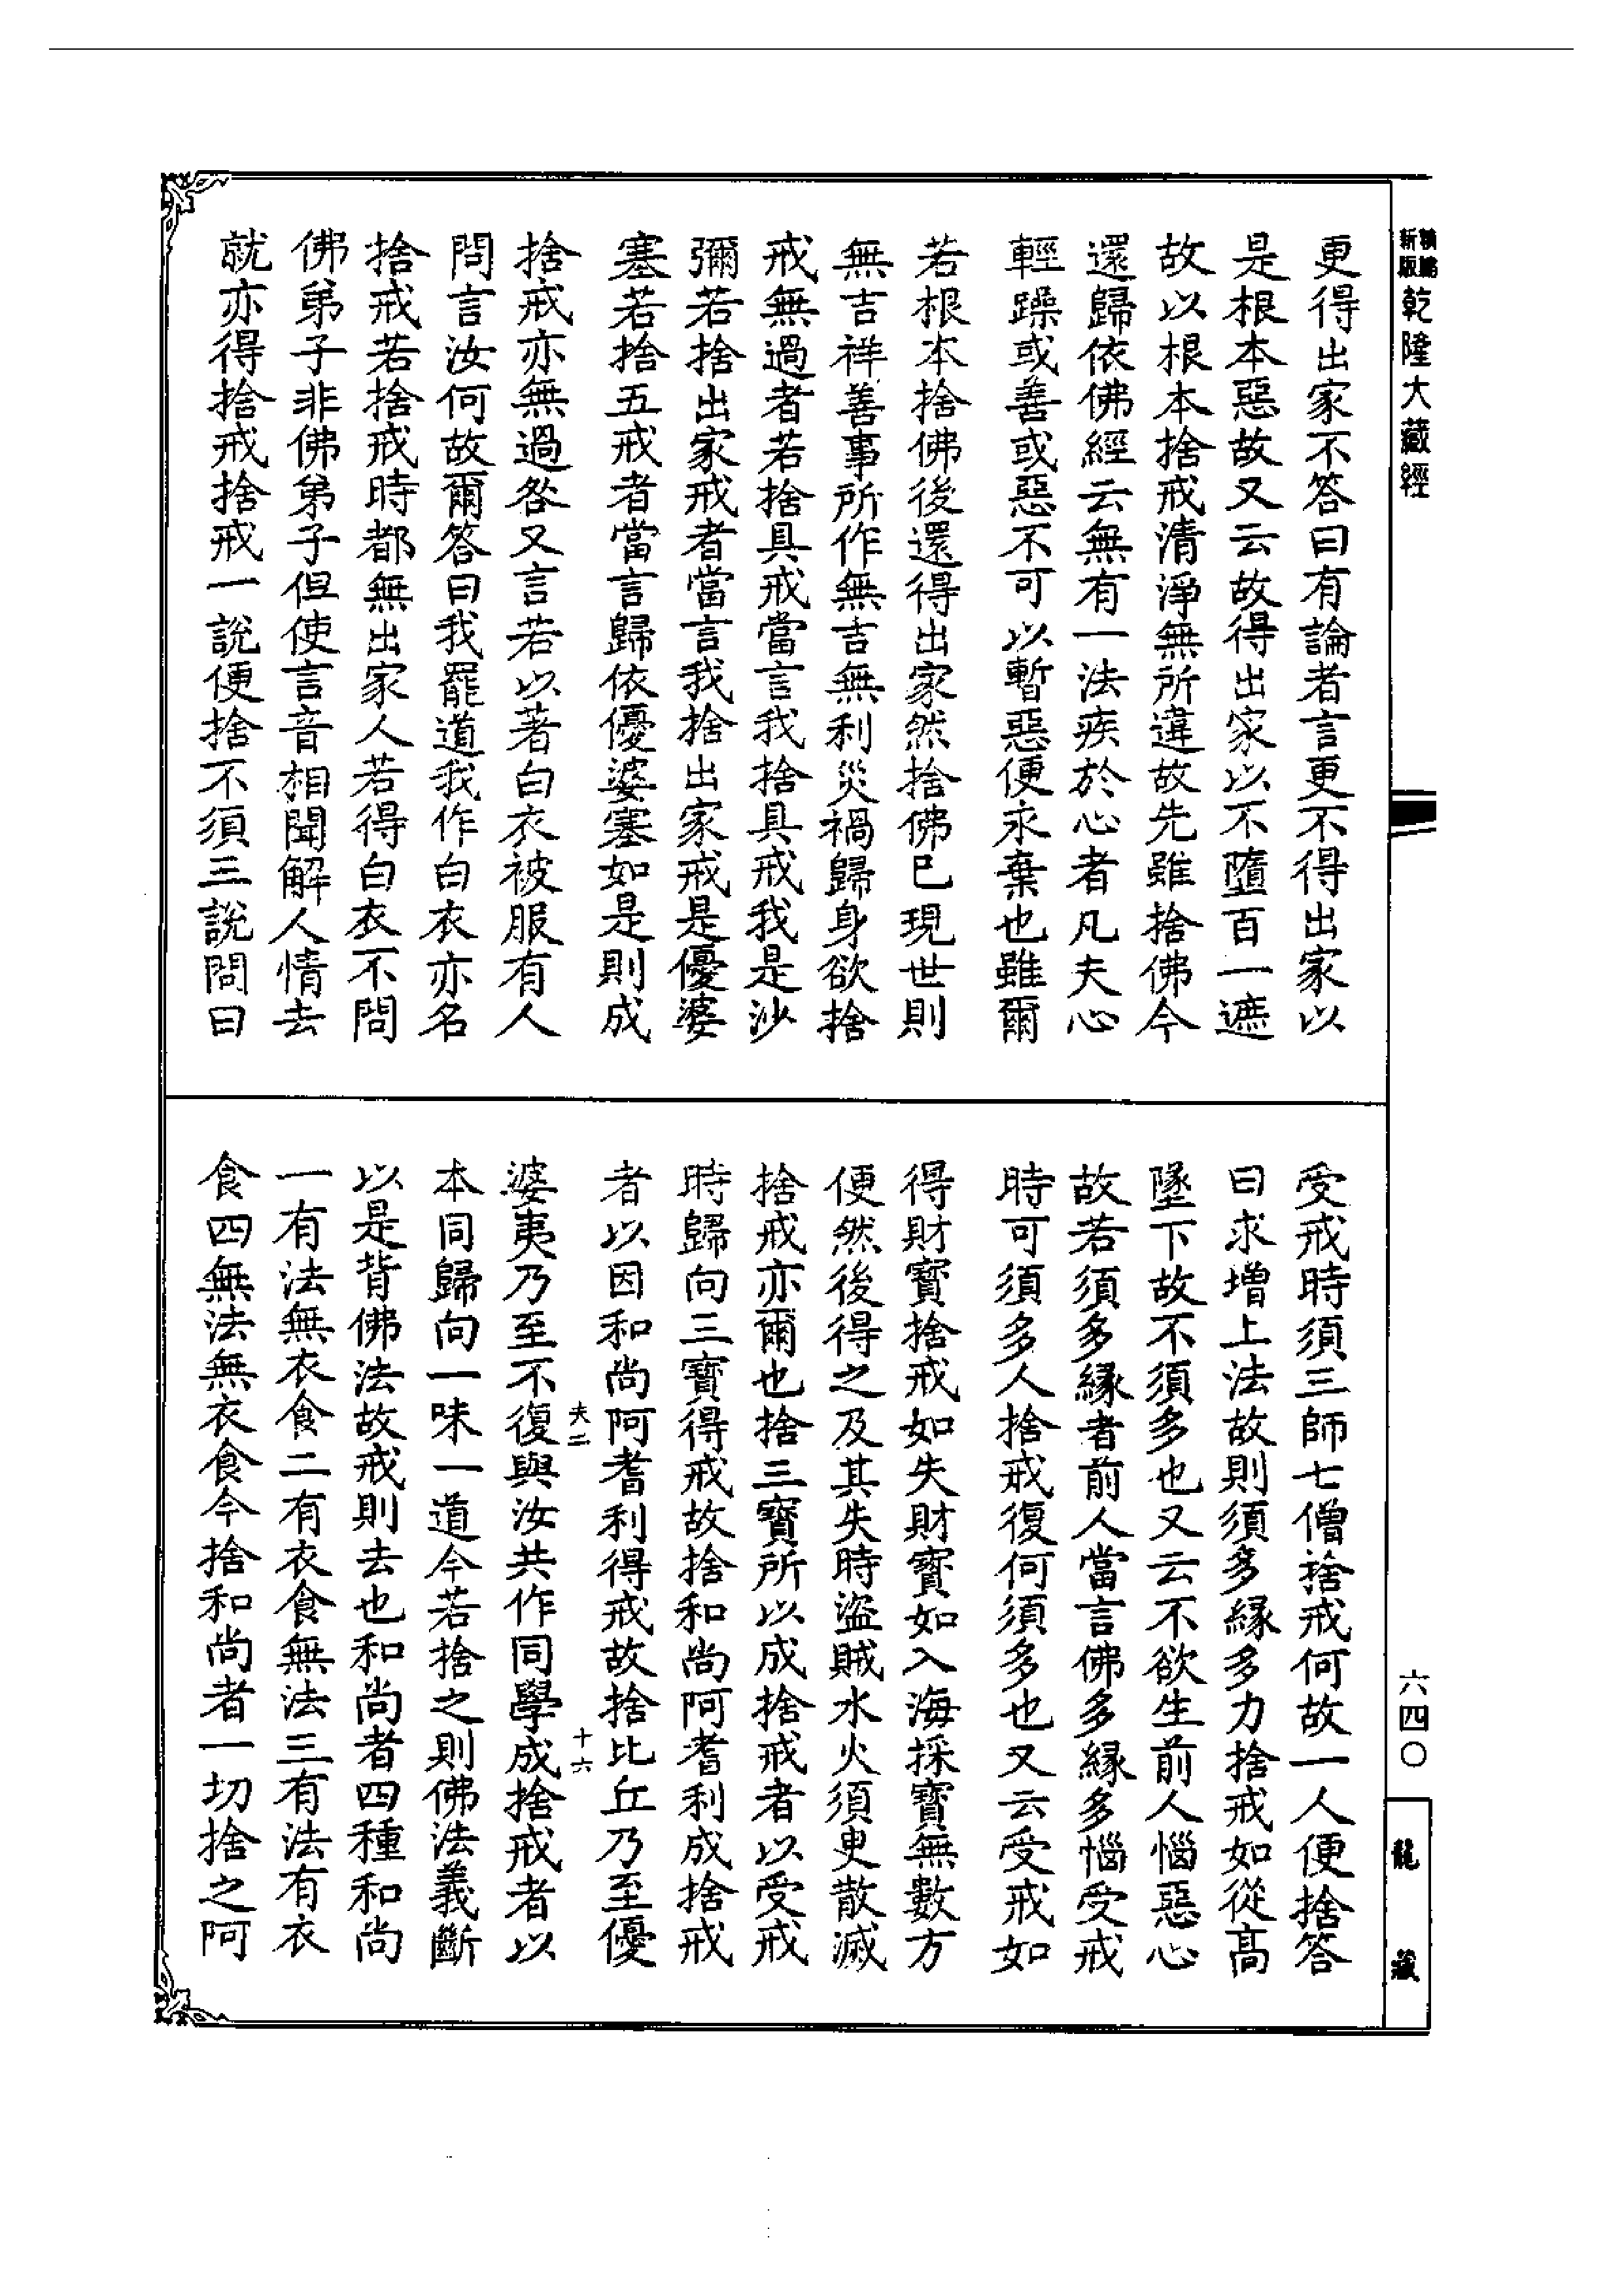 新版
乾隆大藏經
更得出家不答曰有論者言更不得出家以
是根本惡故又云故得出家以不墮百一遮
故以根本捨戒清淨無所違故先雖捨佛今
還歸依佛經云無有一法疾於心者凡夫心
輕躁或善或惡不可以暫惡便永棄也雖爾
若根本捨佛後還得出家然捨佛已現世則
無吉祥善事所作無吉無利災禍歸身欲捨
戒無過者若捨具戒當言我捨具戒我是沙
彌若捨出家戒者當言我捨出家戒是優婆
塞若捨五戒者當言歸依優婆塞如是則成
捨戒亦無過咎又言若以著白衣被服有人
問言汝何故爾答曰我罷道我作白衣亦名
捨戒若捨戒時都無出家人若得白衣不問
佛弟子非佛弟子但使言音相聞解人情去
就亦得捨戒捨戒一說便捨不須三說問曰
受戒時須三師七僧捨戒何故一人便捨答
曰求增上法故則須多緣多力捨戒如從高
墜下故不須多也又云不欲生前人惱惡心
故若須多緣者前人當言佛多緣多惱受戒
時可須多人捨戒復何須多也又云受戒如
得財寶捨戒如失財寶如入海採寶無數方
便然後得之及其失時盜賊水火須臾散滅
捨戒亦爾也捨三寶所以成捨戒者以受戒
時歸向三寶得戒故捨和尚阿耆利成捨戒
者以因和尚阿耆利得戒故捨比丘乃至優
夫二
十六
婆夷乃至不復與汝共作同學成捨戒者以
本同歸向一味一道今若捨之則佛法義斷
以是背佛法故戒則去也和尚者四種和尚
一有法無衣食二有衣食無法三有法有衣
食四無法無衣食今捨和尚者一切捨之阿
六四〇
龍藏